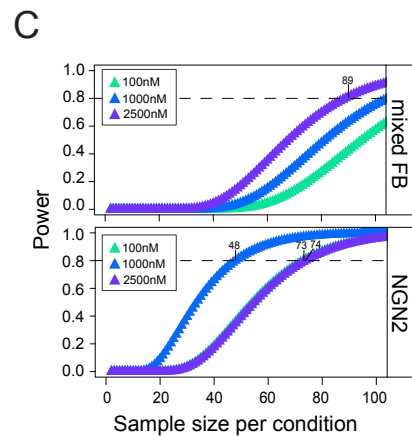 C
Power
1.0
0.8
0.6
0.4
0.2
0.0
100nM
1000nM
2500nM
89
mixed FB
1.0
0.8
0.6
0.4
0.2
0.0
100nM
1000nM
2500nM
48
73 74
NGN2
0 20 40 60 80 100
Sample size per condition